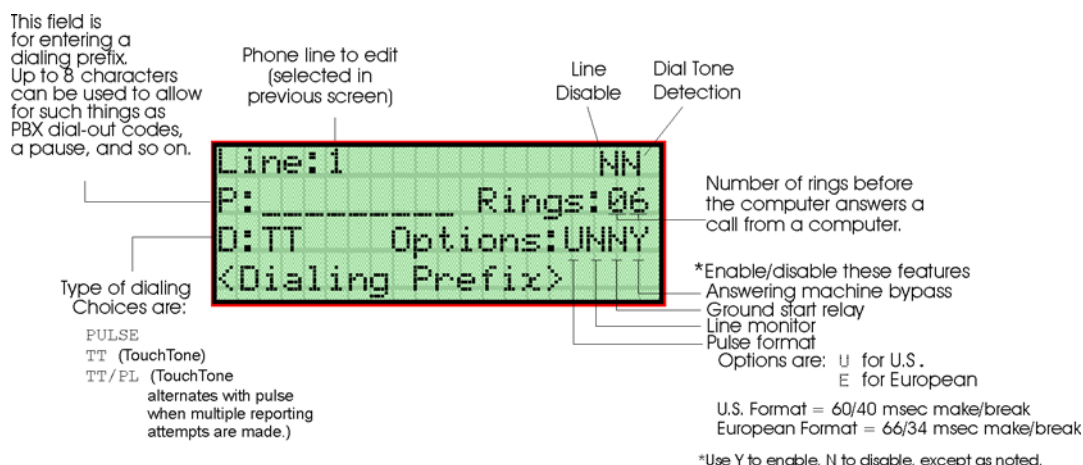 This field is
for entering a
dialing prefix.
Up to 8 characters
can be used to allow
for such things as
PBX dial-out codes,
a pause, and so on.
Phone line to edit
(selected in
previous screen)
Line
Disable
Dial Tone
Detection
Line:1 NN
P:_________ Rings:06
D:TT Options:UNNY
<Dialing Prefix>
Number of rings before
the computer answers a
call from a computer.
*Enable/disable these features
Answering machine bypass
Ground start relay
Line monitor
Pulse format
Options are: U for U.S.
E for European
U.S. Format = 60/40 msec make/break
European Format = 66/34 msec make/break
*Use Y to enable, N to disable, except as noted.
Type of dialing
Choices are:
PULSE
TT (TouchTone)
TT/PL (TouchTone
alternates with pulse
when multiple reporting
attempts are made.)